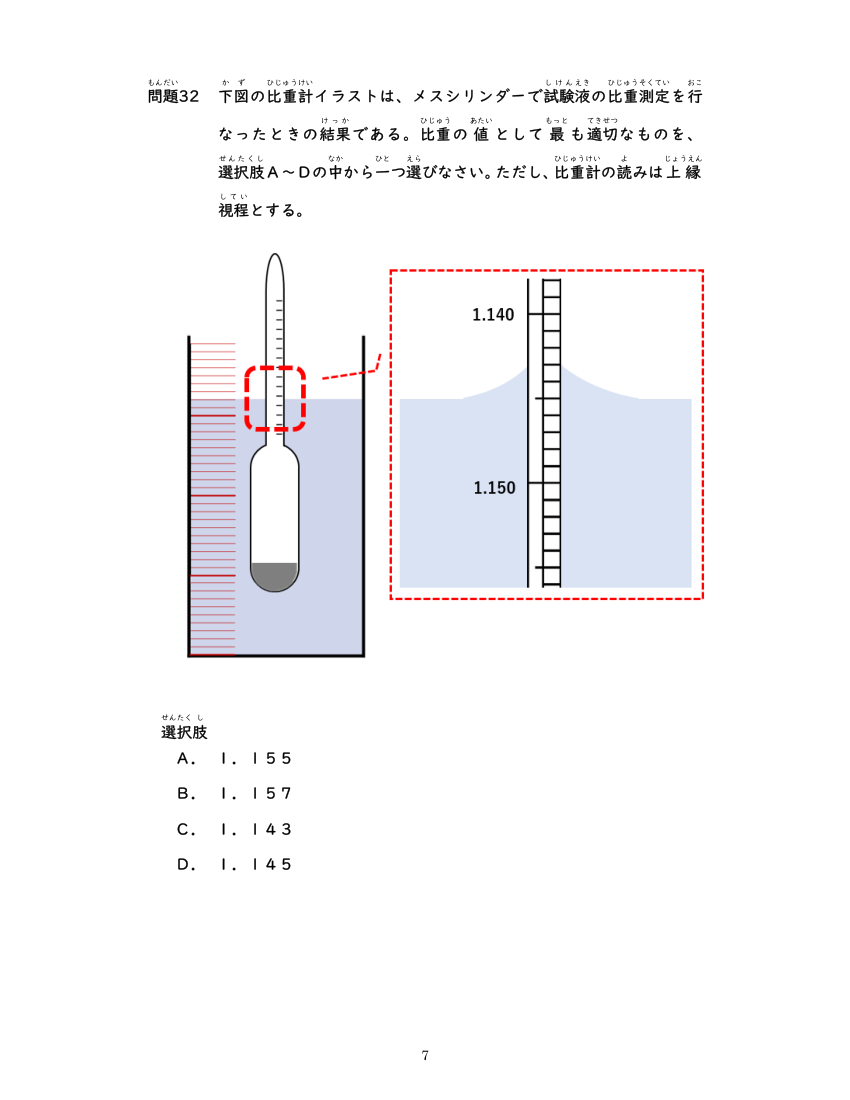 もんだい か ず ひじゅうけい しけんえき ひじゅうそくてい おこ
問題32 下図の比重計イラストは、メスシリンダーで試験液の比重測定を行
けっか ひじゅう あたい もっと てきせつ
なったときの結果である。比重の値として最も適切なものを、
せんたくし なか ひと えら ひじゅうけい よ じょうえん
選択肢A～Dの中から一つ選びなさい。ただし、比重計の読みは上縁
してい
視程とする。
1.140
1.150
せんたく し
選択肢
A． １．１５５
B． １．１５７
C． １．１４３
D． １．１４５
7